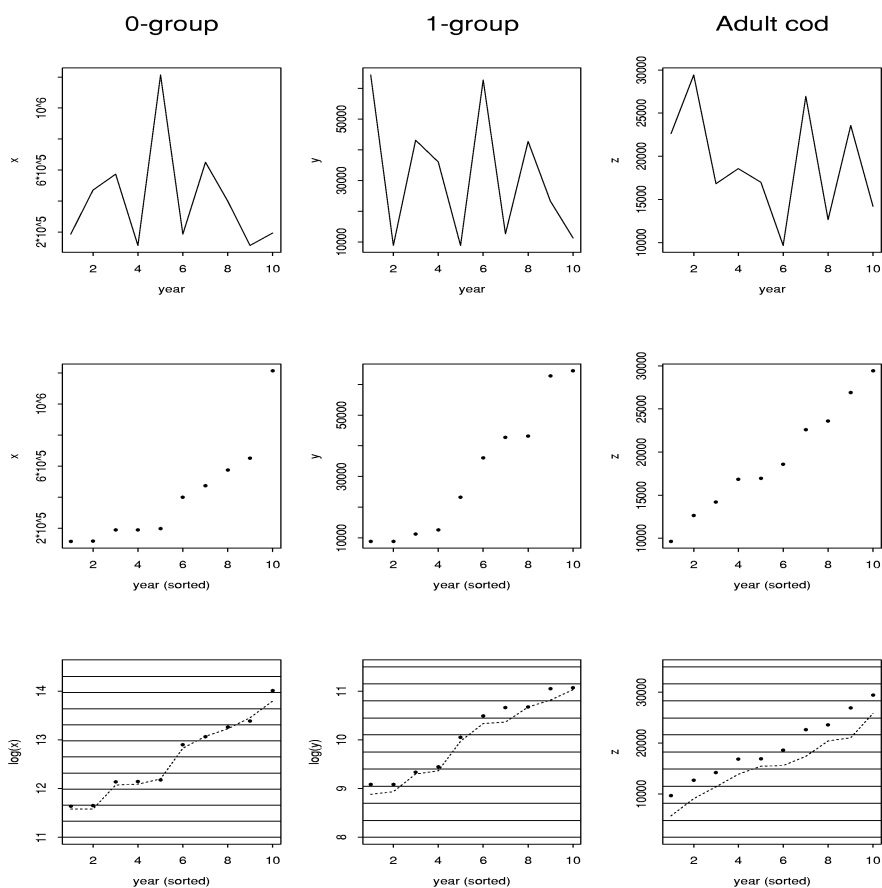 0-group 1-group Adult cod
x
2*10^5 6*10^5 10^6
2 4 6 8 10
year
y
10000 30000 50000
2 4 6 8 10
year
z
10000 15000 20000 25000 30000
2 4 6 8 10
year
x
2*10^5 6*10^5 10^6
2 4 6 8 10
year (sorted)
y
10000 30000 50000
2 4 6 8 10
year (sorted)
z
10000 15000 20000 25000 30000
2 4 6 8 10
year (sorted)
log(x)
11 12 13 14
2 4 6 8 10
year (sorted)
log(y)
8 9 10 11
2 4 6 8 10
year (sorted)
z
10000 20000 30000
2 4 6 8 10
year (sorted)